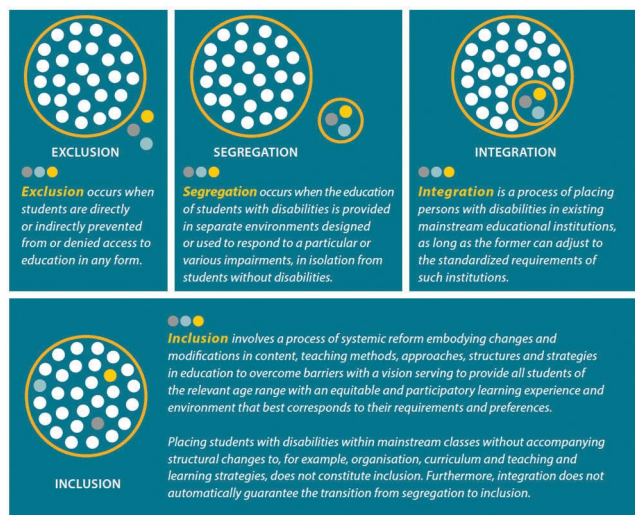 EXCLUSION
Exclusion occurs when
students are directly
or indirectly prevented
from or denied access to
education in any form.
SEGREGATION
Segregation occurs when the education
of students with disabilities is provided
in separate environments designed
or used to respond to a particular or
various impairments, in isolation from
students without disabilities.
INTEGRATION
Integration is a process of placing
persons with disabilities in existing
mainstream educational institutions,
as long as the former can adjust to
the standardized requirements of
such institutions.
INCLUSION
Inclusion involves a process of systemic reform embodying changes and
modifications in content, teaching methods, approaches, structures and strategies
in education to overcome barriers with a vision serving to provide all students of
the relevant age range with an equitable and participatory learning experience and
environment that best corresponds to their requirements and preferences.
Placing students with disabilities within mainstream classes without accompanying
structural changes to, for example, organisation, curriculum and teaching and
learning strategies, does not constitute inclusion. Furthermore, integration does not
automatically guarantee the transition from segregation to inclusion.